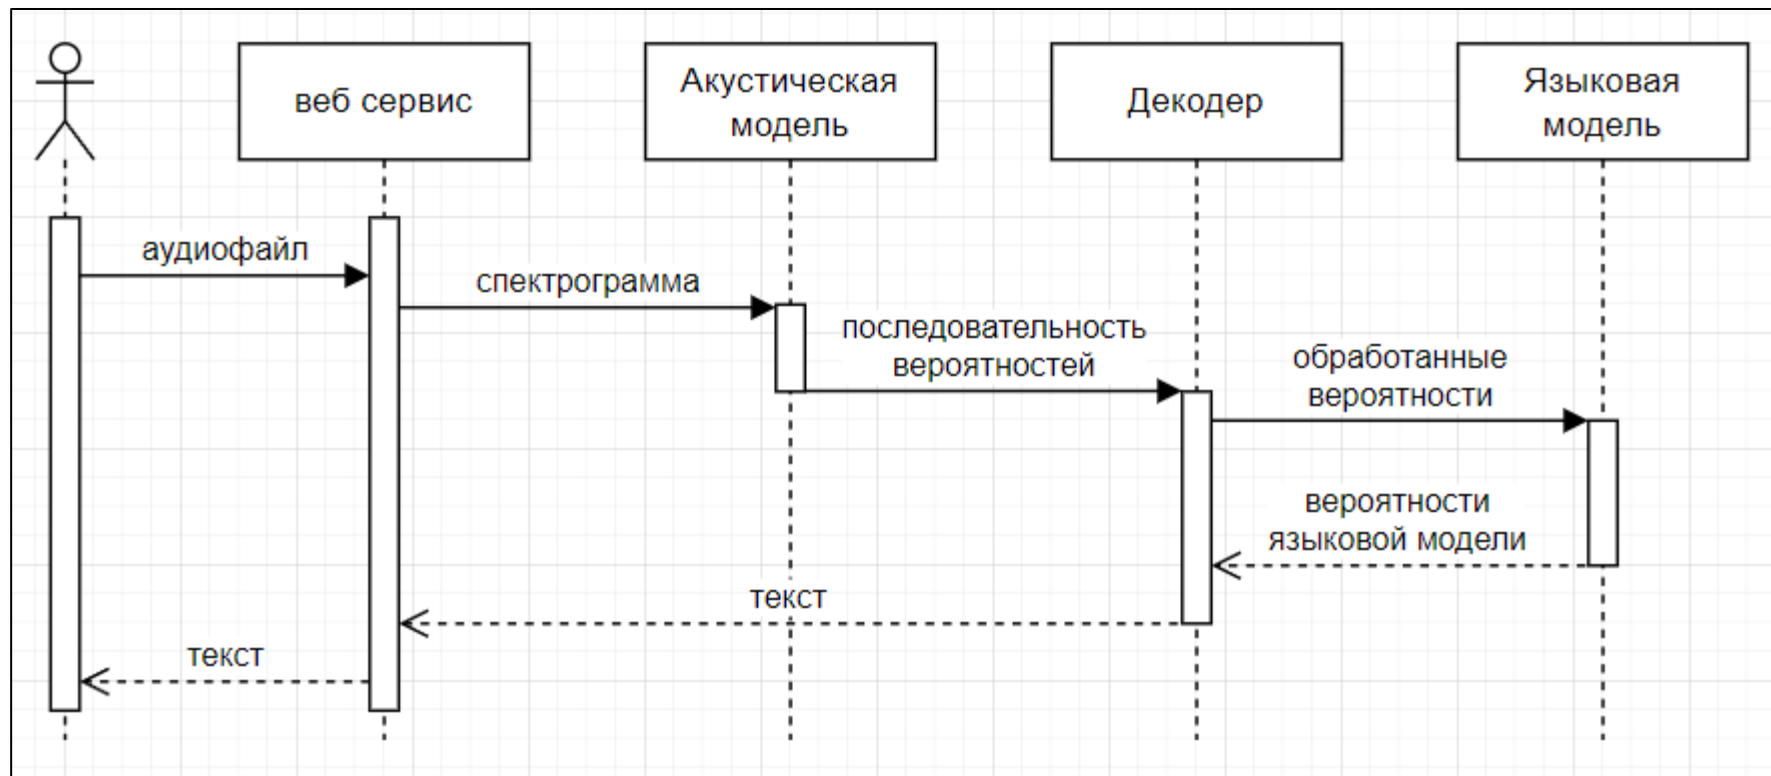 веб сервис
Акустическая
модель
Декодер
Языковая
модель
аудиофайл
спектрограмма
последовательность
вероятностей
обработанные
вероятности
вероятности
языковой модели
текст
текст